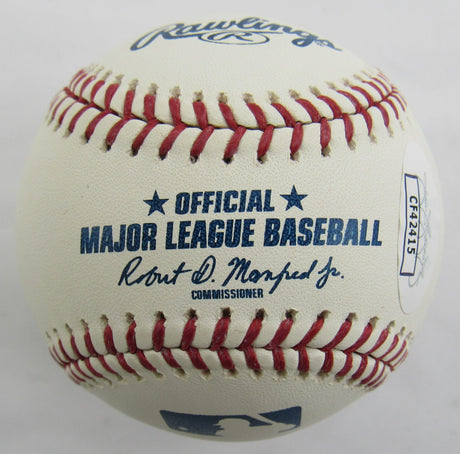 Rawlings
®
★ OFFICIAL ★
MAJOR LEAGUE BASEBALL
Robert D. Manfred Jr.
COMMISSIONER
CF42415